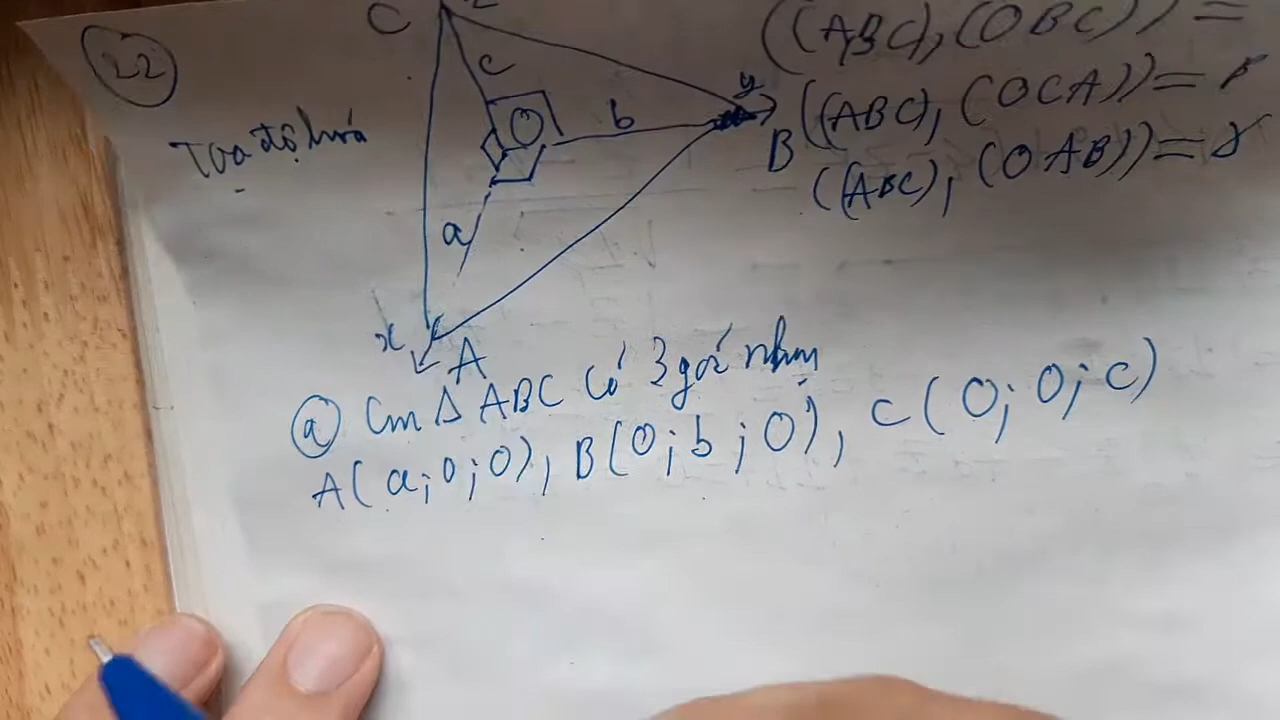 22
Toạ độ hoá
C z
c
O
b
y
B
a
x
A
((ABC), (OBC)) =
((ABC), (OCA)) =
((ABC), (OAB)) = γ
a Cm Δ ABC có 3 góc nhọn
A(a; 0; 0), B(0; b; 0), C(0; 0; c)